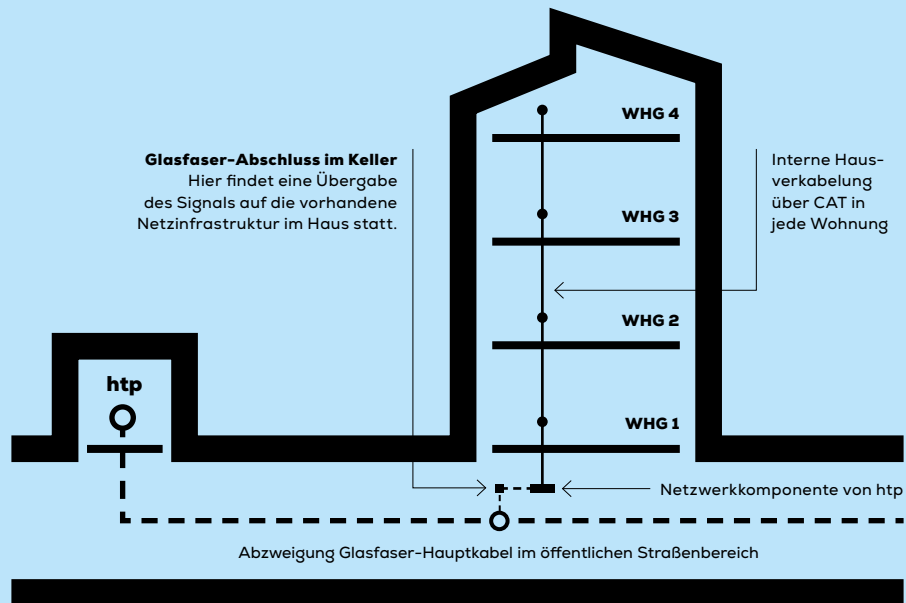 WHG 4
Glasfaser-Abschluss im Keller
Hier findet eine Übergabe
des Signals auf die vorhandene
Netzinfrastruktur im Haus statt.
Interne Haus-
verkabelung
über CAT in
jede Wohnung
WHG 3
WHG 2
htp
WHG 1
Netzwerkkomponente von htp
Abzweigung Glasfaser-Hauptkabel im öffentlichen Straßenbereich